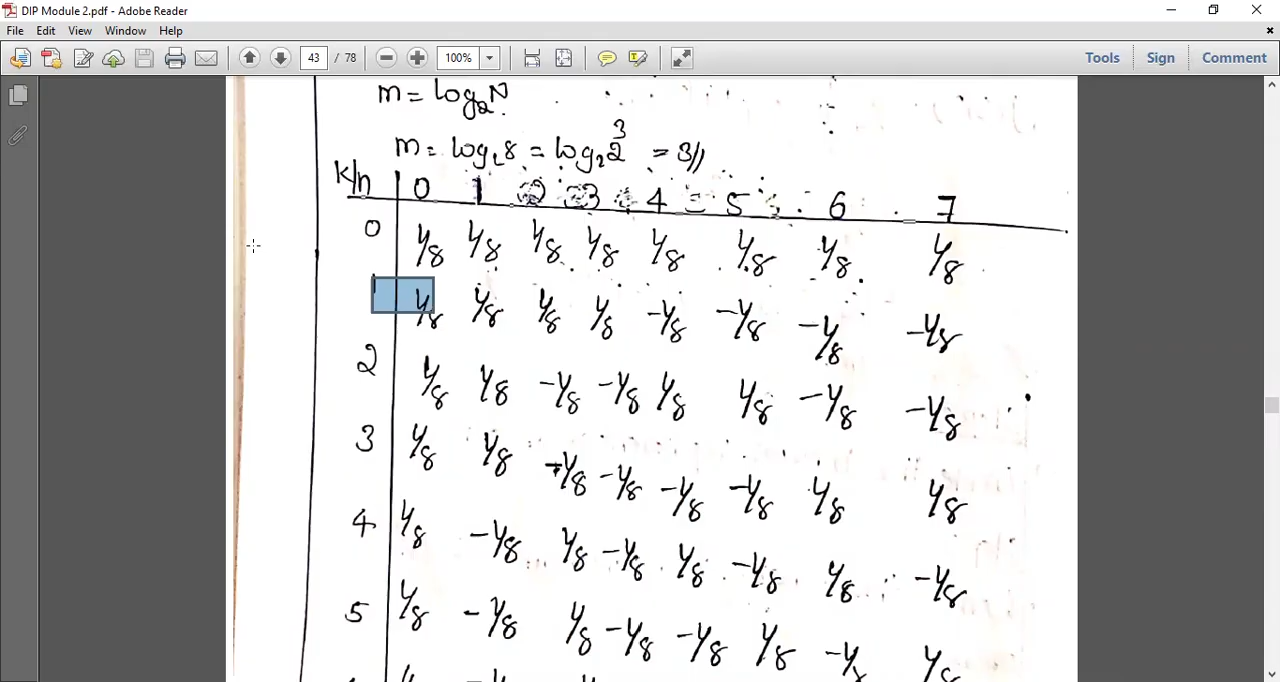 DIP Module 2.pdf - Adobe Reader
File Edit View Window Help
43 / 78 100% Tools Sign Comment
m = log₂N
m = log₂8 = log₂2³ = 3//
K/n 0 1 2 3 4 5 6 7
0 1/8 1/8 1/8 1/8 1/8 1/8 1/8 1/8
1 1/8 1/8 1/8 1/8 -1/8 -1/8 -1/8 -1/8
2 1/8 1/8 -1/8 -1/8 1/8 1/8 -1/8 -1/8
3 1/8 1/8 -1/8 -1/8 -1/8 -1/8 1/8 1/8
4 1/8 -1/8 1/8 -1/8 1/8 -1/8 1/8 -1/8
5 1/8 -1/8 1/8 -1/8 -1/8 1/8 -1/8 1/8